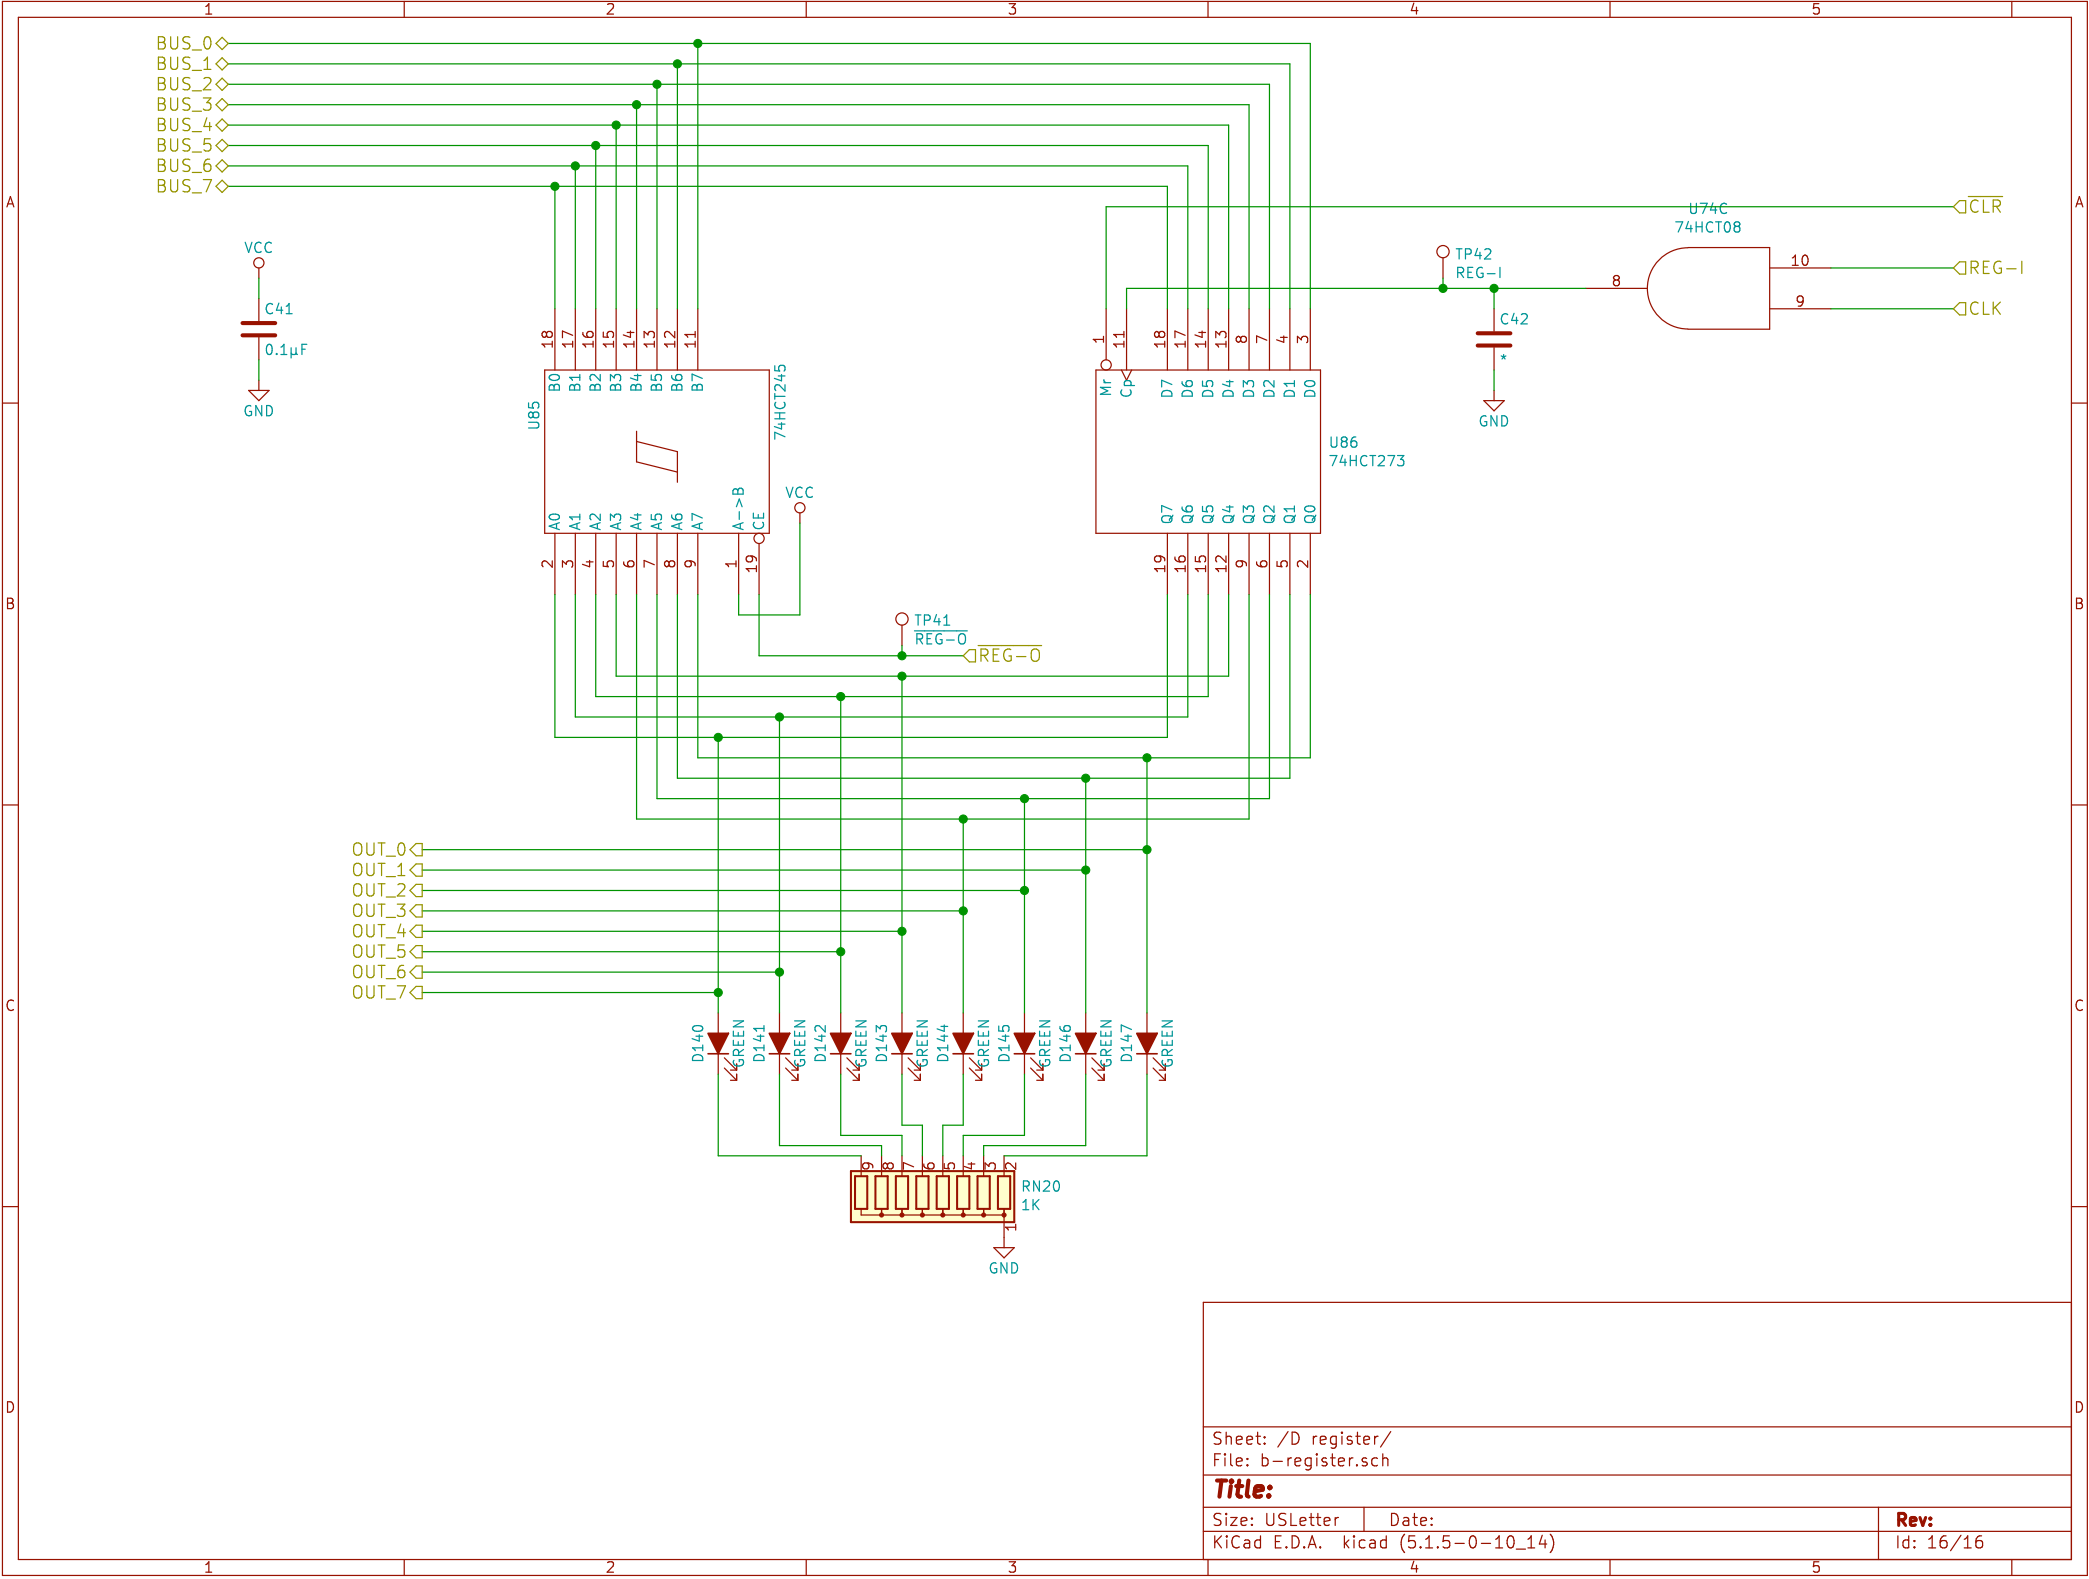 1 2 3 4 5
BUS_0
BUS_1
BUS_2
BUS_3
BUS_4
BUS_5
BUS_6
BUS_7
A A
CLR
U74C
74HCT08
VCC
C41
0.1µF
GND
TP42
REG-I
8
10 REG-I
9 CLK
C42
*
GND
18 17 16 15 14 13 12 11
B0 B1 B2 B3 B4 B5 B6 B7
U85
74HCT245
A0 A1 A2 A3 A4 A5 A6 A7 A->B CE
2 3 4 5 6 7 8 9 1 19
VCC
1 11 18 17 14 13 8 7 4 3
Mr Cp D7 D6 D5 D4 D3 D2 D1 D0
U86
74HCT273
Q7 Q6 Q5 Q4 Q3 Q2 Q1 Q0
19 16 15 12 9 6 5 2
B B
TP41
REG-O
REG-O
OUT_0
OUT_1
OUT_2
OUT_3
OUT_4
OUT_5
OUT_6
OUT_7
C C
D140 GREEN D141 GREEN D142 GREEN D143 GREEN D144 GREEN D145 GREEN D146 GREEN D147 GREEN
9 8 7 6 5 4 3 2
RN20
1K
1
GND
D D
Sheet: /D register/
File: b-register.sch
Title:
Size: USLetter Date: Rev:
KiCad E.D.A. kicad (5.1.5-0-10_14) Id: 16/16
1 2 3 4 5